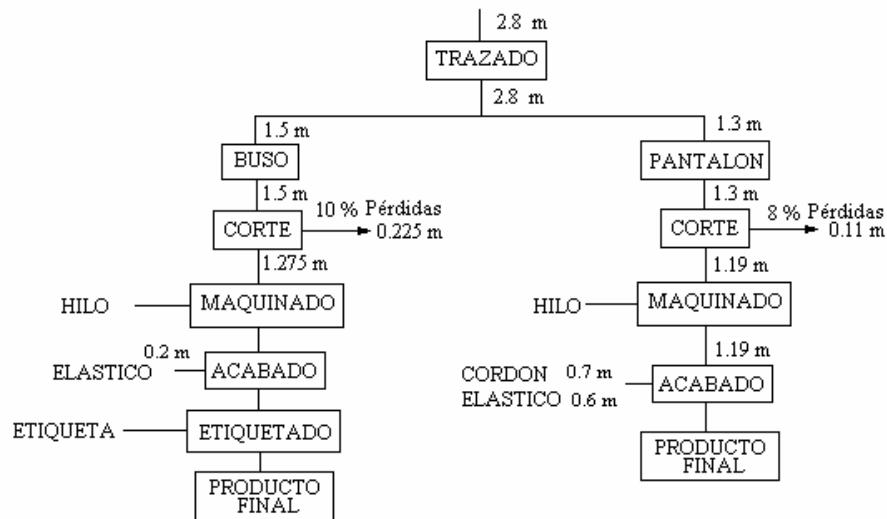 2.8 m
TRAZADO
2.8 m
1.5 m
BUSO
1.5 m
CORTE
10 % Pérdidas
0.225 m
1.275 m
HILO
MAQUINADO
0.2 m
ELASTICO
ACABADO
ETIQUETA
ETIQUETADO
PRODUCTO
FINAL
1.3 m
PANTALON
1.3 m
CORTE
8 % Pérdidas
0.11 m
1.19 m
HILO
MAQUINADO
1.19 m
CORDON 0.7 m
ELASTICO 0.6 m
ACABADO
PRODUCTO
FINAL